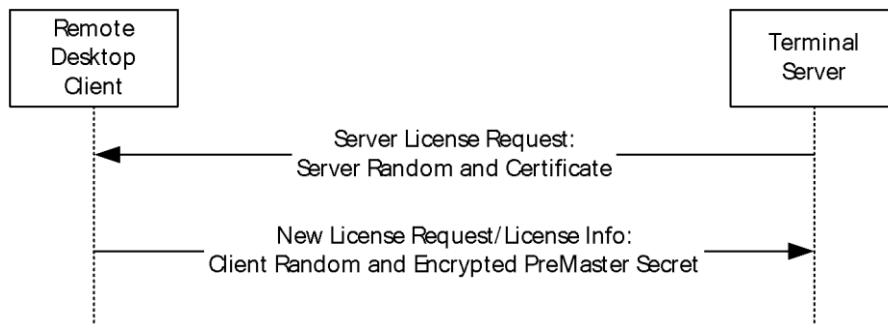 Remote
Desktop
Client
Terminal
Server
Server License Request:
Server Random and Certificate
New License Request/License Info:
Client Random and Encrypted PreMaster Secret